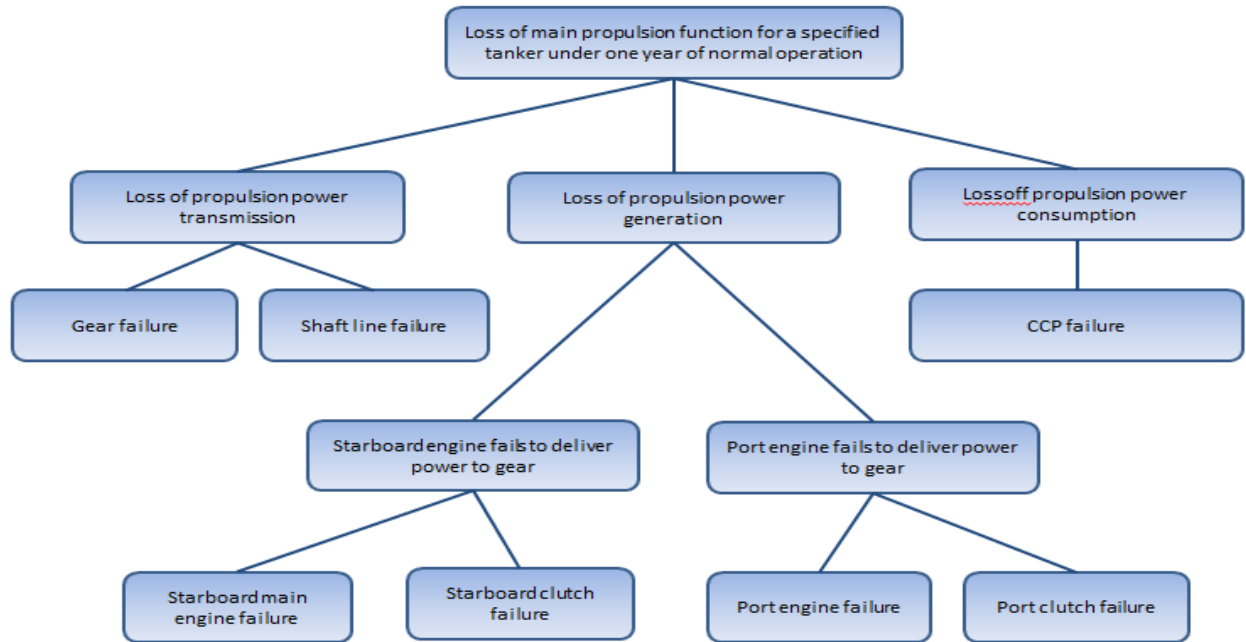 Loss of main propulsion function for a specified
tanker under one year of normal operation
Loss of propulsion power
transmission
Loss of propulsion power
generation
Lossoff propulsion power
consumption
Gear failure
Shaft line failure
CCP failure
Starboard engine fails to deliver
power to gear
Port engine fails to deliver power
to gear
Starboard main
engine failure
Starboard clutch
failure
Port engine failure
Port clutch failure